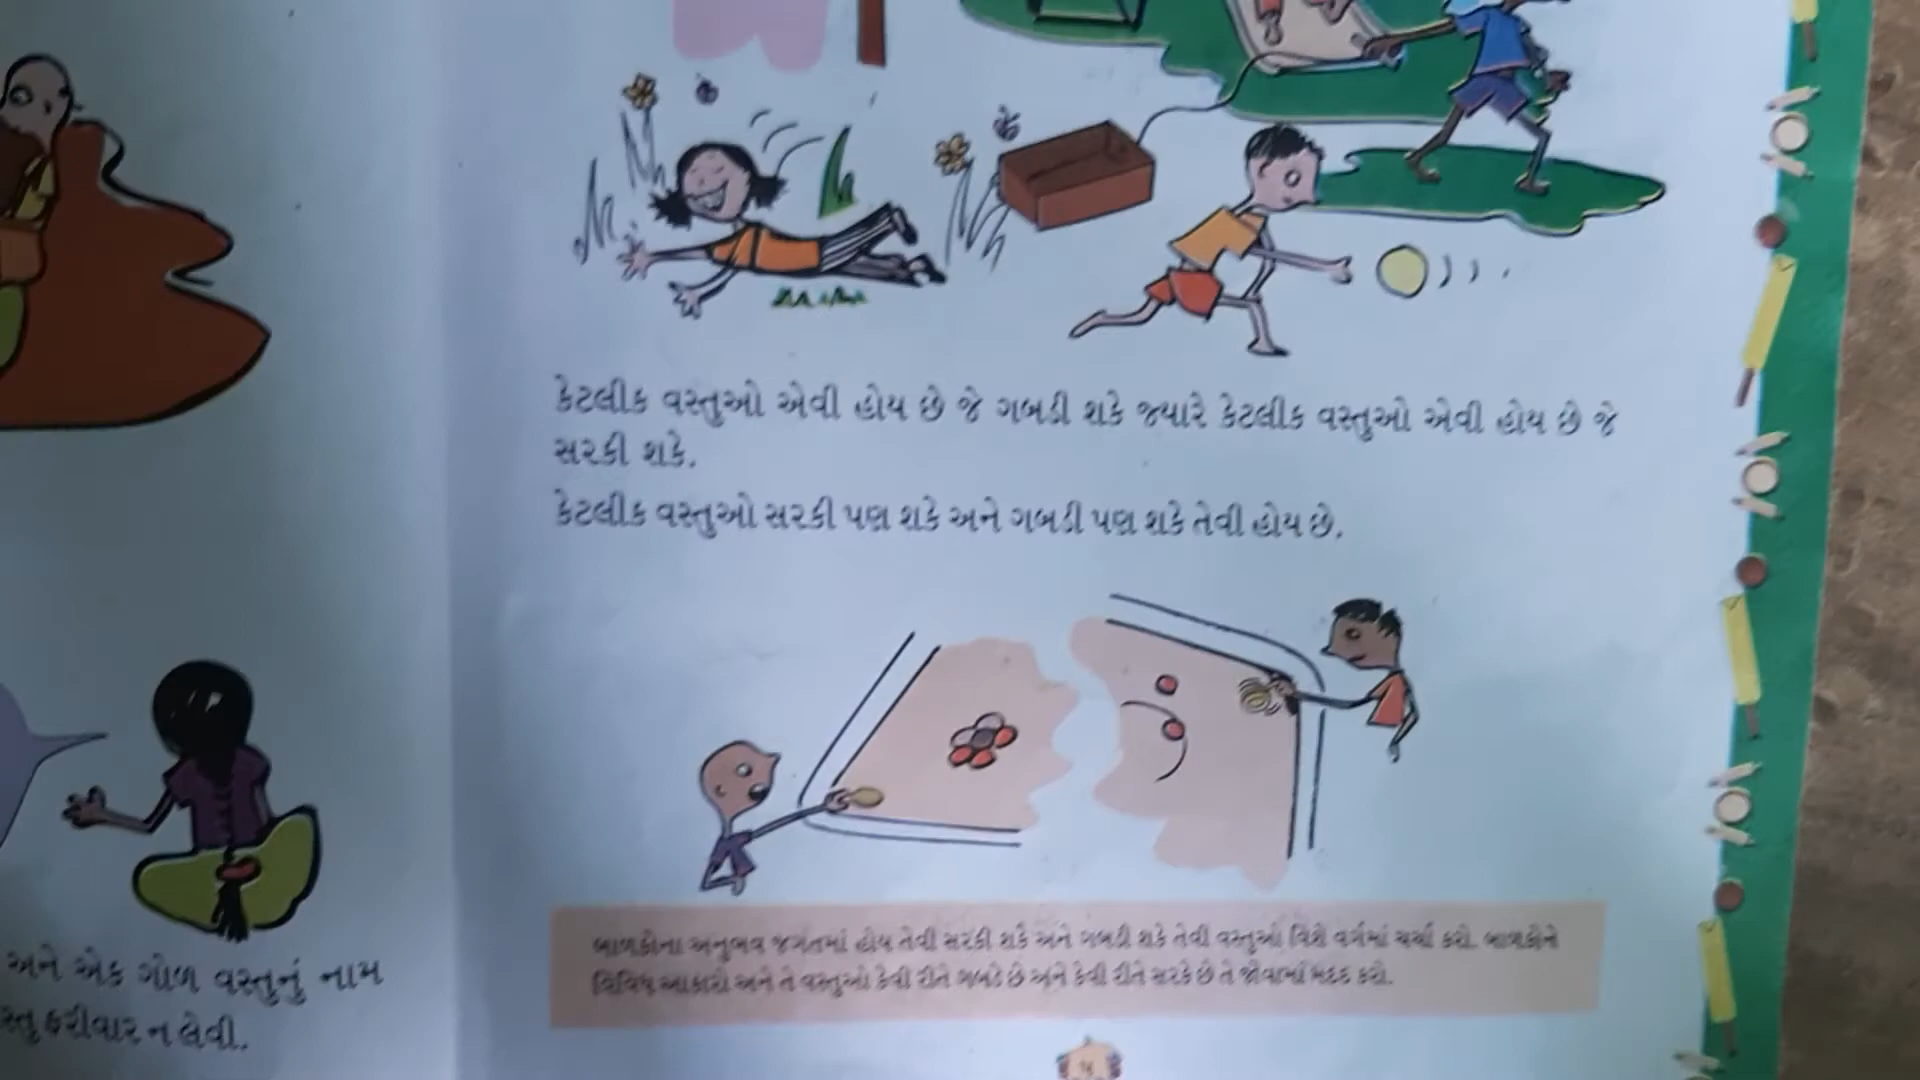 કેટલીક વસ્તુઓ એવી હોય છે જે ગબડી શકે જ્યારે કેટલીક વસ્તુઓ એવી હોય છે જે
સરકી શકે.
કેટલીક વસ્તુઓ સરકી પણ શકે અને ગબડી પણ શકે તેવી હોય છે.
બાળકોના અનુભવ જગતમાં હોય તેવી સરકી શકે અને ગબડી શકે તેવી વસ્તુઓ વિશે વર્ગમાં ચર્ચા કરો. બાળકોને
વિવિધ આકારો અને તે વસ્તુઓ કેવી રીતે ગબડે છે અને કેવી રીતે સરકે છે તે જોવામાં મદદ કરો.
અને એક ગોળ વસ્તુનું નામ
સ્તુ ફરીવાર ન લેવી.